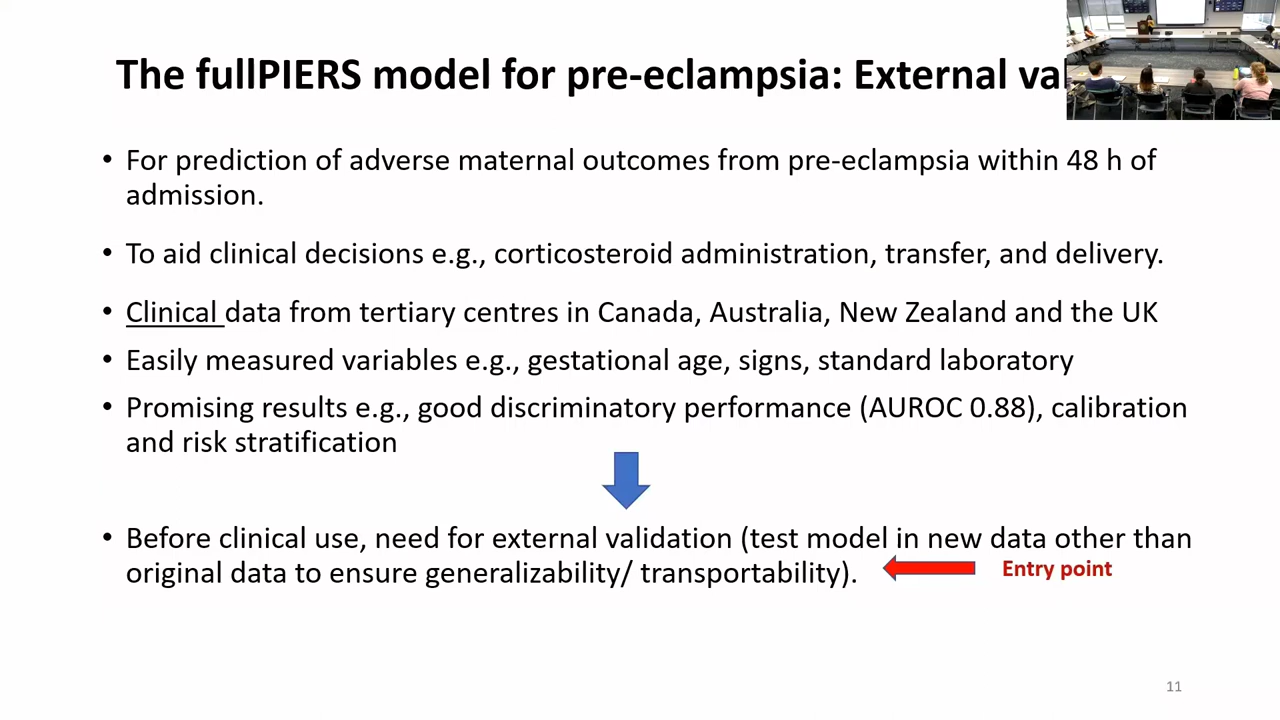 The fullPIERS model for pre-eclampsia: External va
• For prediction of adverse maternal outcomes from pre-eclampsia within 48 h of
admission.
• To aid clinical decisions e.g., corticosteroid administration, transfer, and delivery.
• Clinical data from tertiary centres in Canada, Australia, New Zealand and the UK
• Easily measured variables e.g., gestational age, signs, standard laboratory
• Promising results e.g., good discriminatory performance (AUROC 0.88), calibration
and risk stratification
• Before clinical use, need for external validation (test model in new data other than
original data to ensure generalizability/ transportability).
Entry point
11